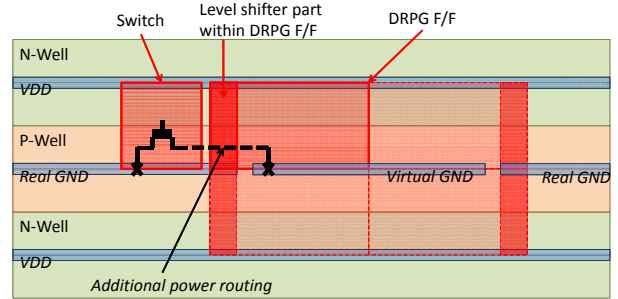 Switch
Level shifter part
within DRPG F/F
DRPG F/F
N-Well
VDD
P-Well
Real GND
Virtual GND
Real GND
N-Well
VDD
Additional power routing